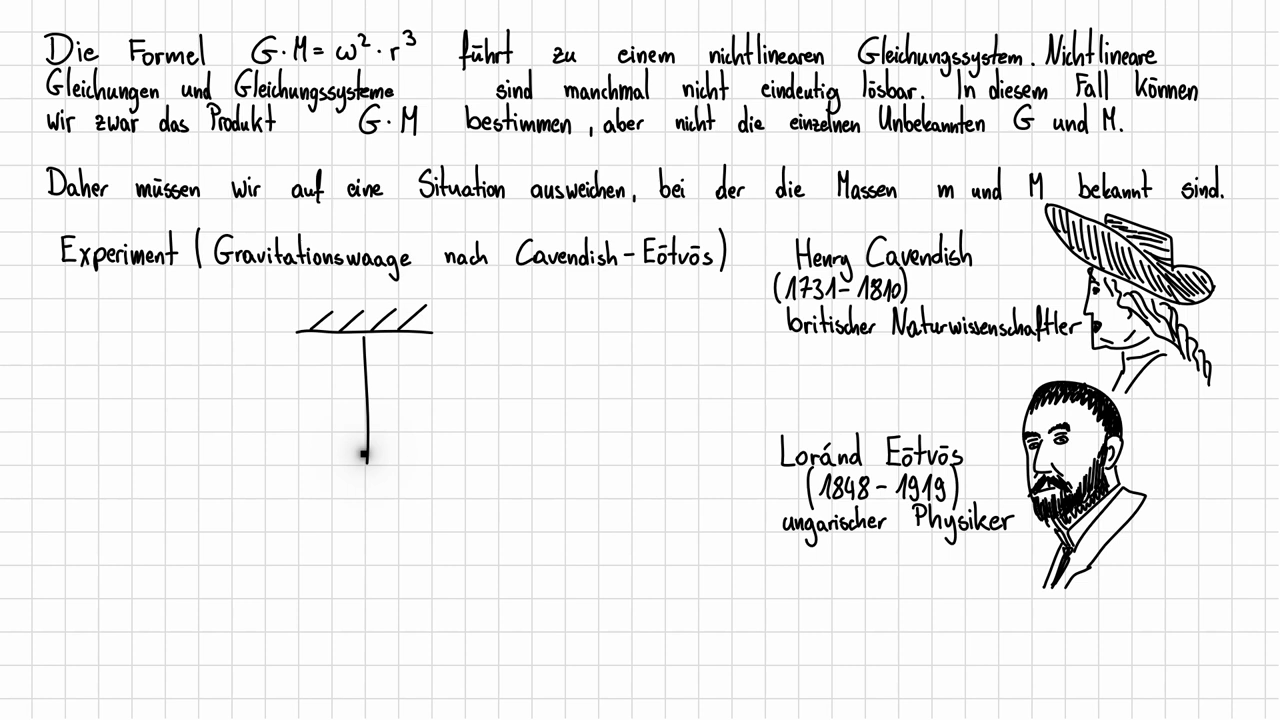 Die Formel G·M = ω²·r³ führt zu einem nichtlinearen Gleichungssystem. Nichtlineare
Gleichungen und Gleichungssysteme sind manchmal nicht eindeutig lösbar. In diesem Fall können
wir zwar das Produkt G·M bestimmen, aber nicht die einzelnen Unbekannten G und M.
Daher müssen wir auf eine Situation ausweichen, bei der die Massen m und M bekannt sind.
Experiment (Gravitationswaage nach Cavendish-Eötvös)
Henry Cavendish
(1731-1810)
britischer Naturwissenschaftler
Loránd Eötvös
(1848-1919)
ungarischer Physiker